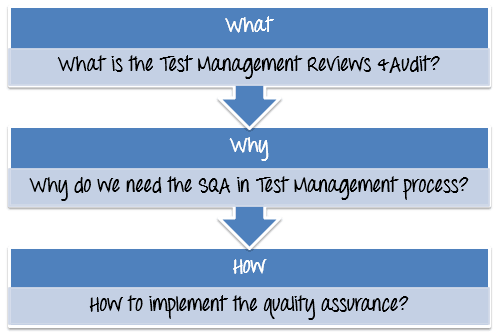 What
What is the Test Management Reviews &Audit?
Why
Why do we need the SQA in Test Management process?
How
How to implement the quality assurance?